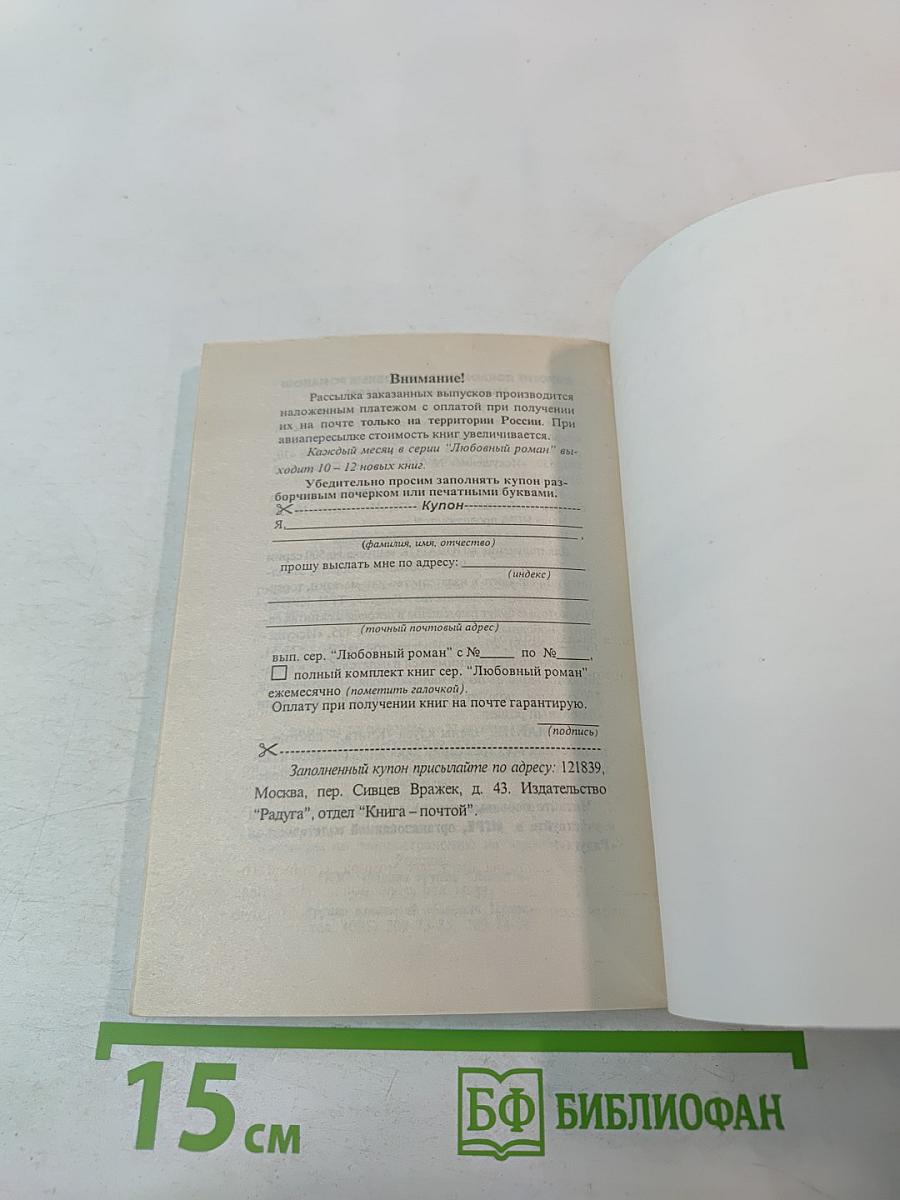 Внимание!
Рассылка заказанных выпусков производится
наложенным платежом с оплатой при получении
их на почте только на территории России. При
авиапересылке стоимость книг увеличивается.
Каждый месяц в серии "Любовный роман" вы-
ходит 10 – 12 новых книг.
Убедительно просим заполнять купон раз-
борчивым почерком или печатными буквами.
Купон
Я,
(фамилия, имя, отчество)
прошу выслать мне по адресу:
(индекс)
(точный почтовый адрес)
вып. сер. "Любовный роман" с №_____ по №____,
полный комплект книг сер. "Любовный роман"
ежемесячно (пометить галочкой).
Оплату при получении книг на почте гарантирую.
(подпись)
Заполненный купон присылайте по адресу: 121839,
Москва, пер. Сивцев Вражек, д. 43. Издательство
"Радуга", отдел "Книга – почтой".
15 см
БФ БИБЛИОФАН